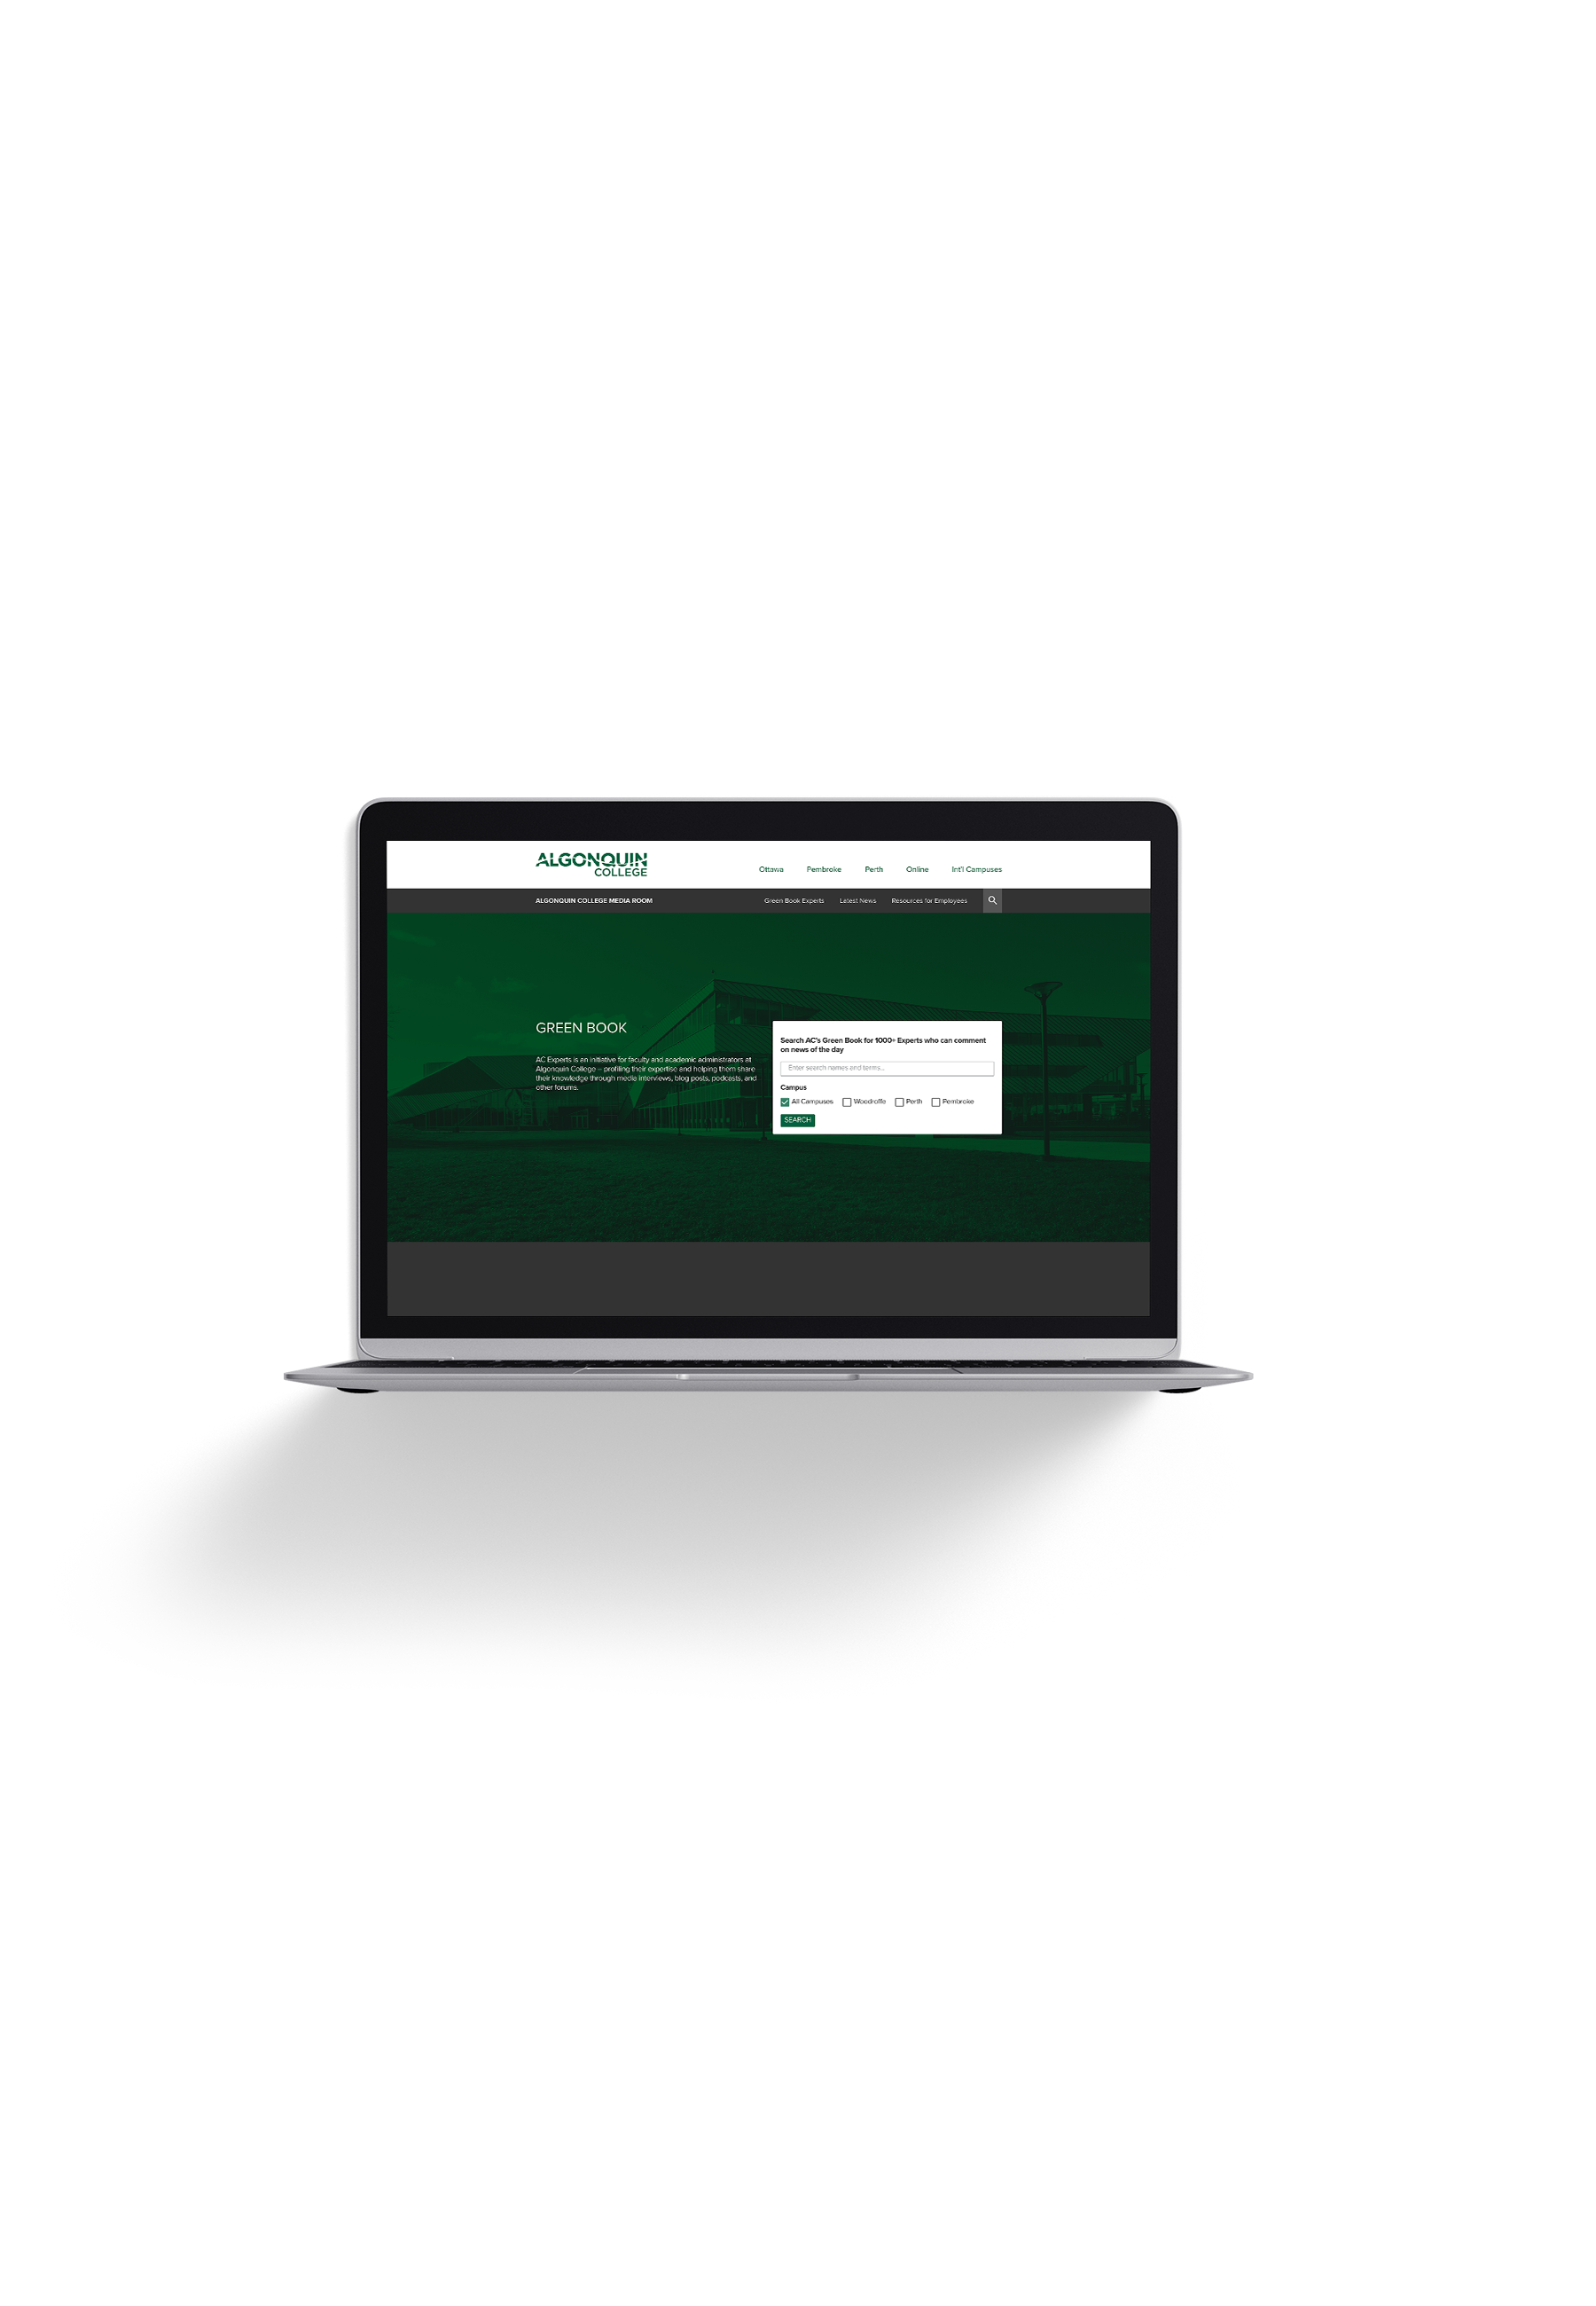 ALGONQUIN
COLLEGE
Ottawa Pembroke Perth Online Int'l Campuses
ALGONQUIN COLLEGE MEDIA ROOM Green Book Experts Latest News Resources for Employees
GREEN BOOK
AC Experts is an initiative for faculty and academic administrators at
Algonquin College – profiling their expertise and helping them share
their knowledge through media interviews, blog posts, podcasts, and
other forums.
Search AC's Green Book for 1000+ Experts who can comment
on news of the day
Enter search names and terms...
Campus
All Campuses Woodroffe Perth Pembroke
SEARCH